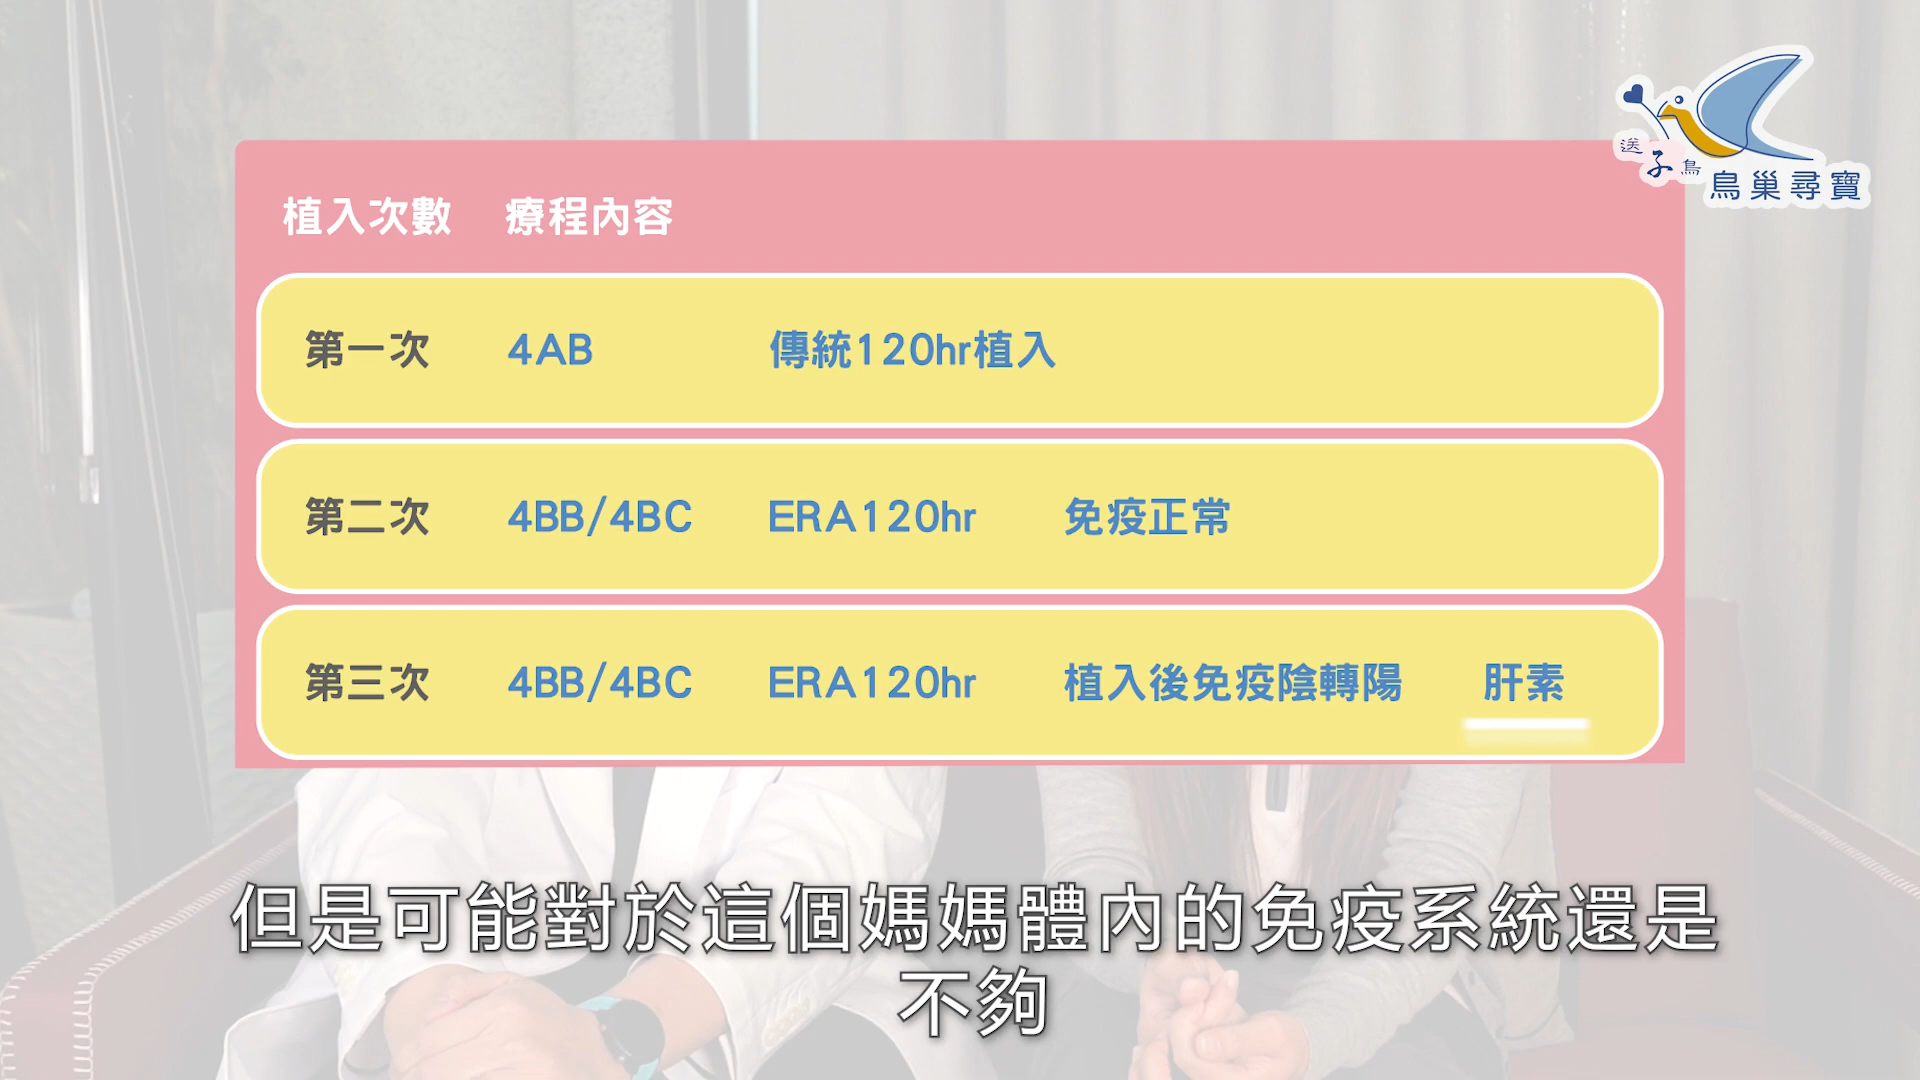 送子鳥
鳥巢尋寶
植入次數 療程內容
第一次 4AB 傳統120hr植入
第二次 4BB/4BC ERA120hr 免疫正常
第三次 4BB/4BC ERA120hr 植入後免疫陰轉陽 肝素
但是可能對於這個媽媽體內的免疫系統還是
不夠